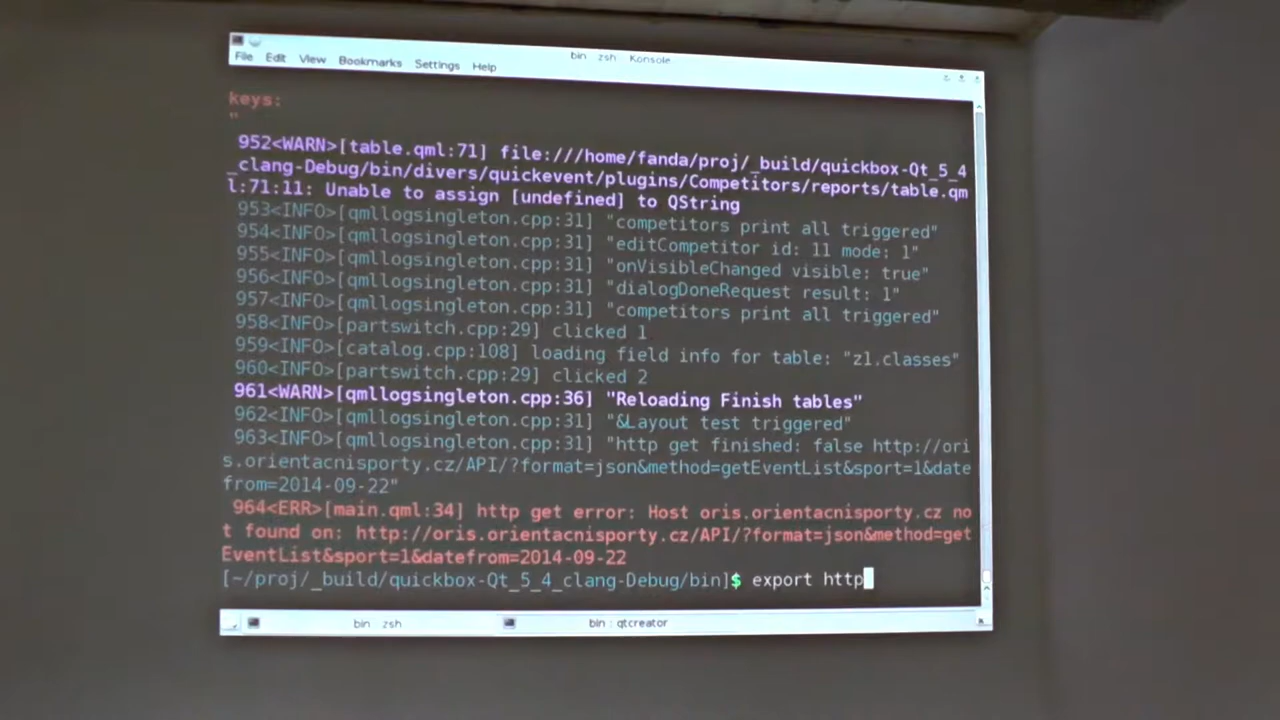 bin   zsh   Konsole
File Edit View Bookmarks Settings Help
keys:
"
952<WARN>[table.qml:71] file:///home/fanda/proj/_build/quickbox-Qt_5_4
_clang-Debug/bin/divers/quickevent/plugins/Competitors/reports/table.qm
l:71:11: Unable to assign [undefined] to QString
953<INFO>[qmllogsingleton.cpp:31] "competitors print all triggered"
954<INFO>[qmllogsingleton.cpp:31] "editCompetitor id: 11 mode: 1"
955<INFO>[qmllogsingleton.cpp:31] "onVisibleChanged visible: true"
956<INFO>[qmllogsingleton.cpp:31] "dialogDoneRequest result: 1"
957<INFO>[qmllogsingleton.cpp:31] "competitors print all triggered"
958<INFO>[partswitch.cpp:29] clicked 1
959<INFO>[catalog.cpp:108] loading field info for table: "z1.classes"
960<INFO>[partswitch.cpp:29] clicked 2
961<WARN>[qmllogsingleton.cpp:36] "Reloading Finish tables"
962<INFO>[qmllogsingleton.cpp:31] "&Layout test triggered"
963<INFO>[qmllogsingleton.cpp:31] "http get finished: false http://ori
s.orientacnisporty.cz/API/?format=json&method=getEventList&sport=1&date
from=2014-09-22"
964<ERR>[main.qml:34] http get error: Host oris.orientacnisporty.cz no
t found on: http://oris.orientacnisporty.cz/API/?format=json&method=get
EventList&sport=1&datefrom=2014-09-22
[~/proj/_build/quickbox-Qt_5_4_clang-Debug/bin]$ export http
bin   zsh
bin : qtcreator